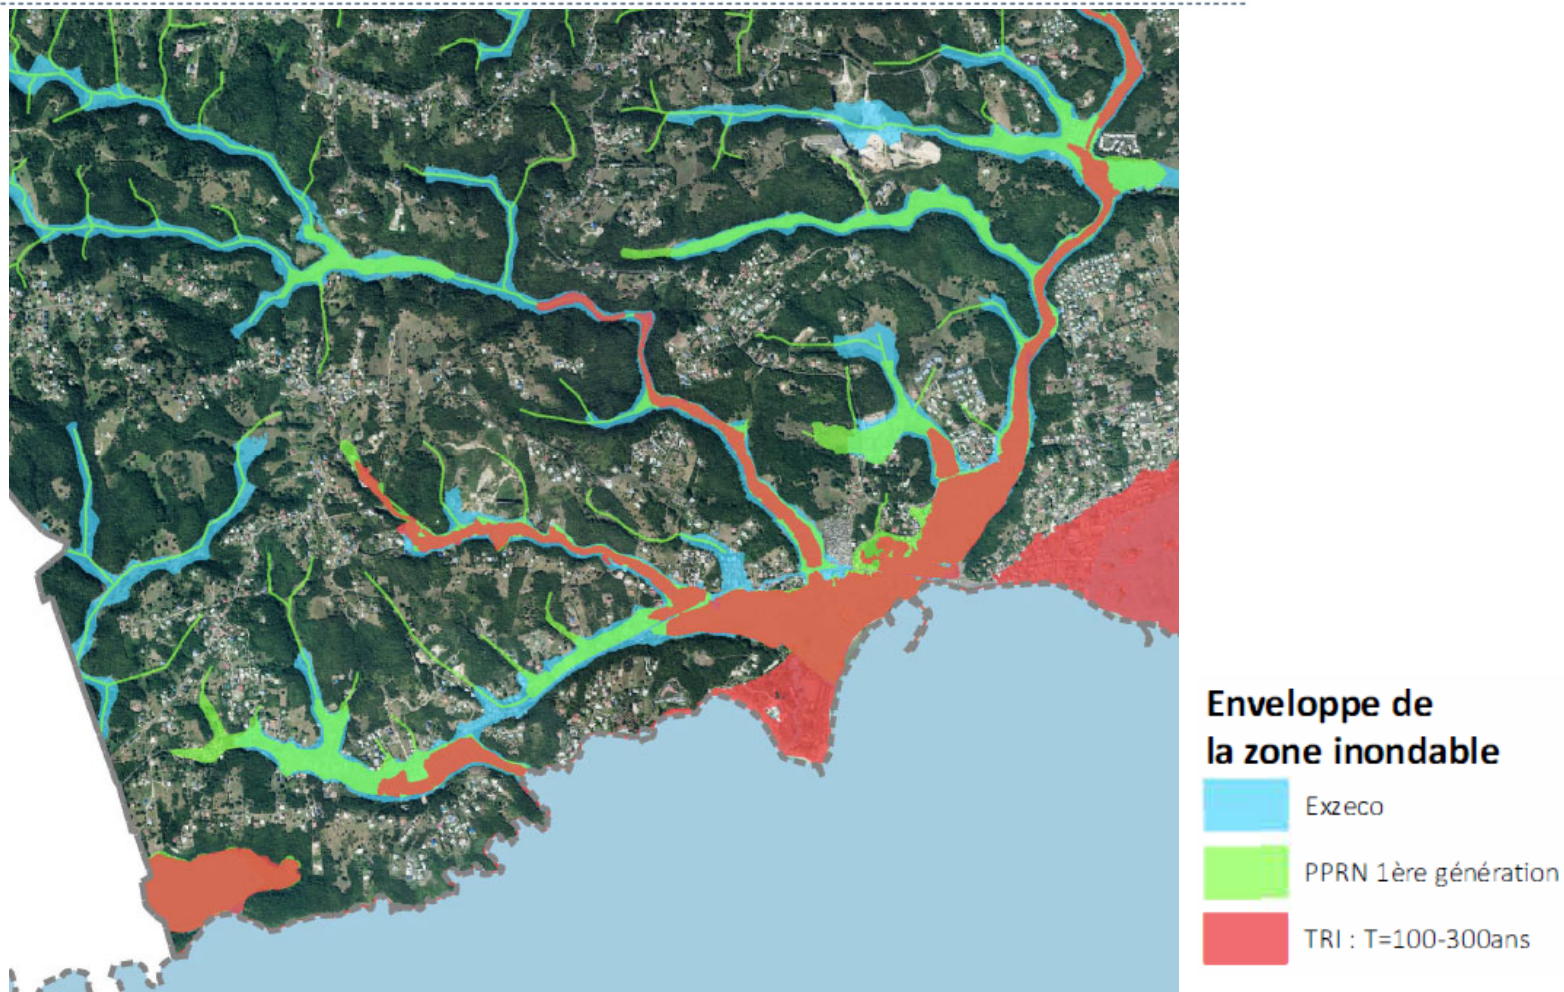 Enveloppe de
la zone inondable
Exzeco
PPRN 1ère génération
TRI : T=100-300ans